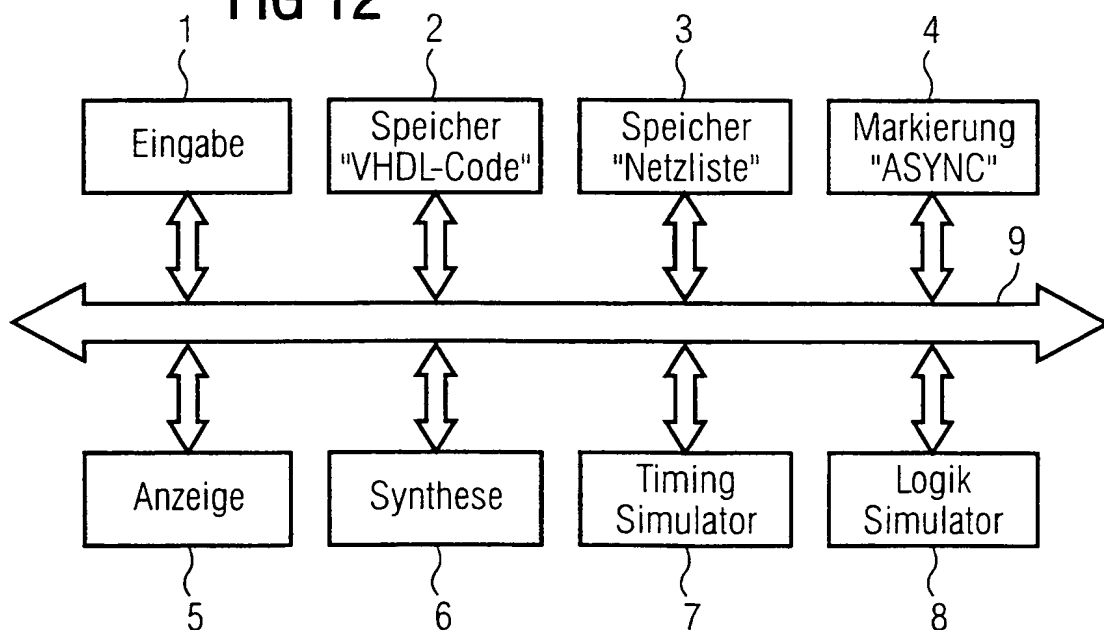 FIG 12
1 2 3 4
Eingabe
Speicher
"VHDL-Code"
Speicher
"Netzliste"
Markierung
"ASYNC"
9
Anzeige
Synthese
Timing
Simulator
Logik
Simulator
5 6 7 8